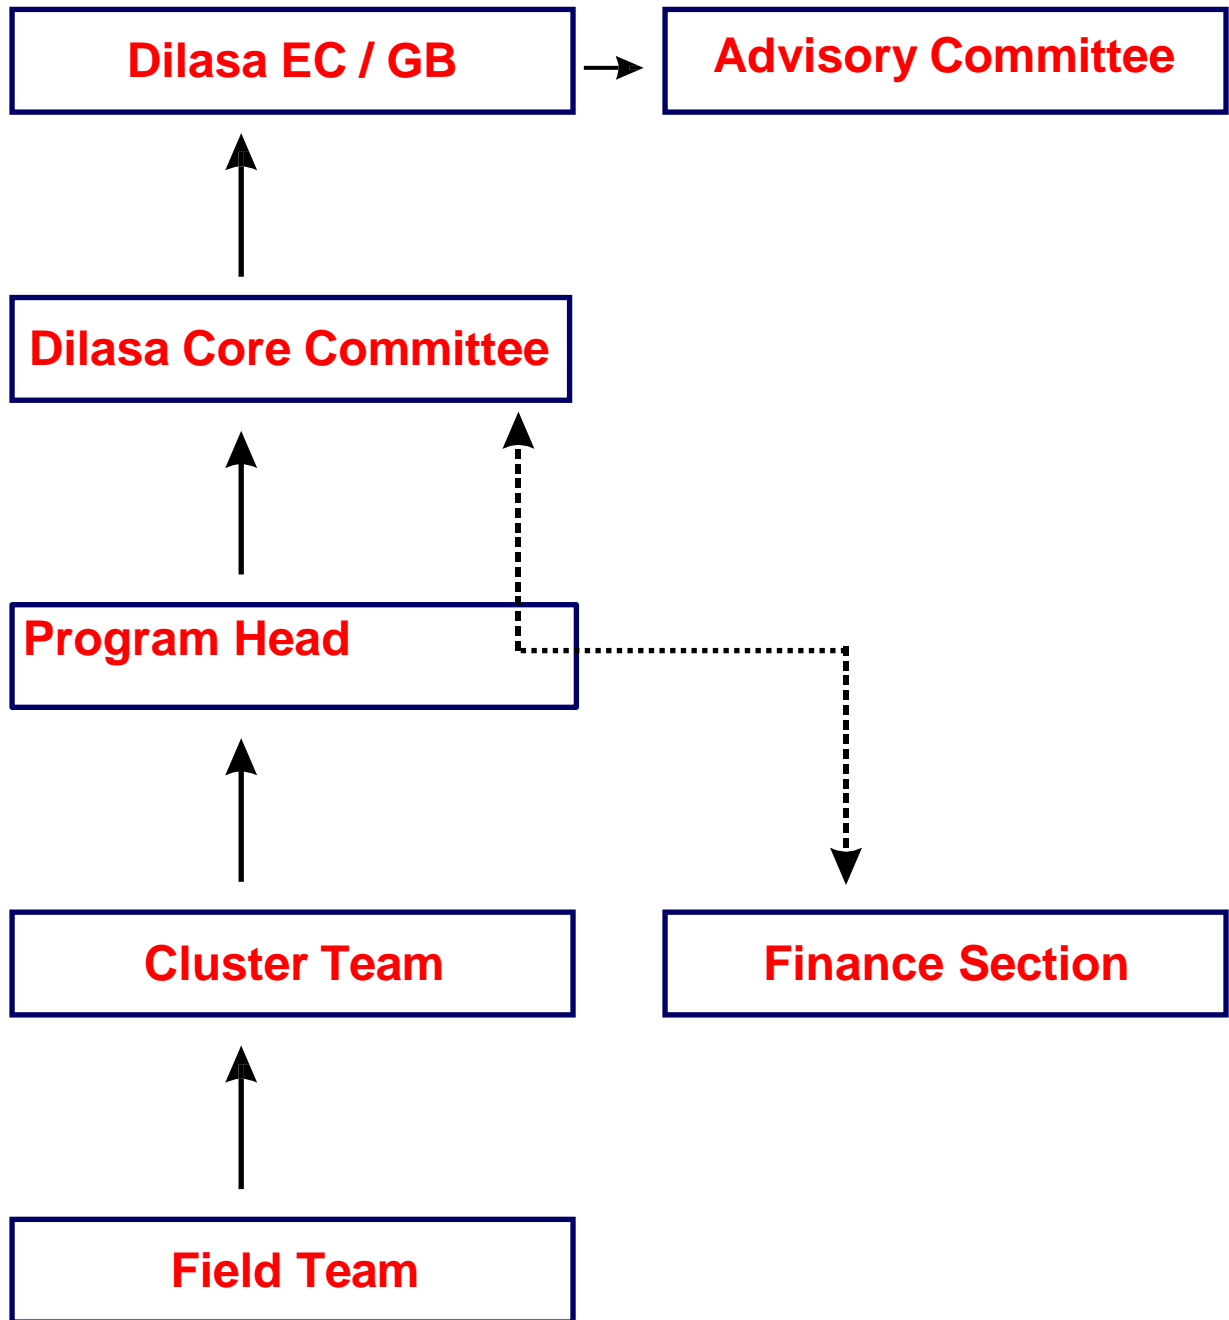 Dilasa EC / GB
Advisory Committee
Dilasa Core Committee
Program Head
Cluster Team
Finance Section
Field Team